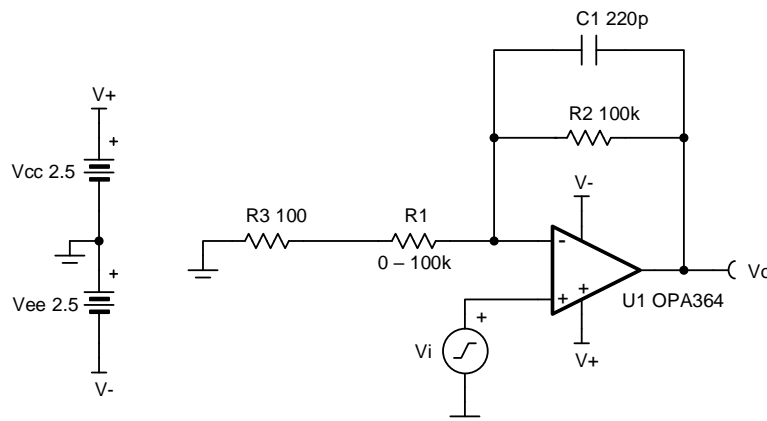 C1 220p
V+
+
R2 100k
Vcc 2.5
V-
R3 100
R1
-
0 – 100k
+
Vo
+
+
U1 OPA364
Vee 2.5
+
Vi
V+
V-